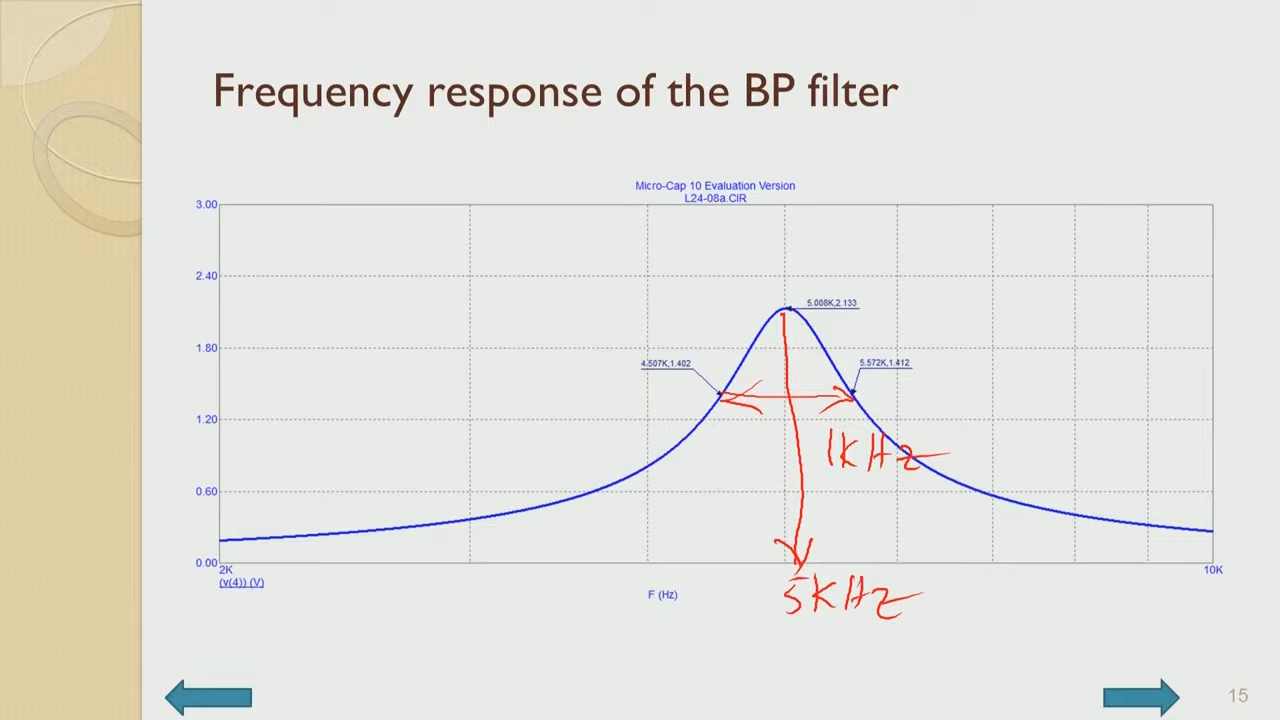 Frequency response of the BP filter
Micro-Cap 10 Evaluation Version
L24-08a.CIR
3.00
2.40
1.80
1.20
0.60
0.00
5.008K,2.133
4.507K,1.402
5.572K,1.412
1KHz
2K
10K
(v(4)) (V)
F (Hz)
5KHz
15